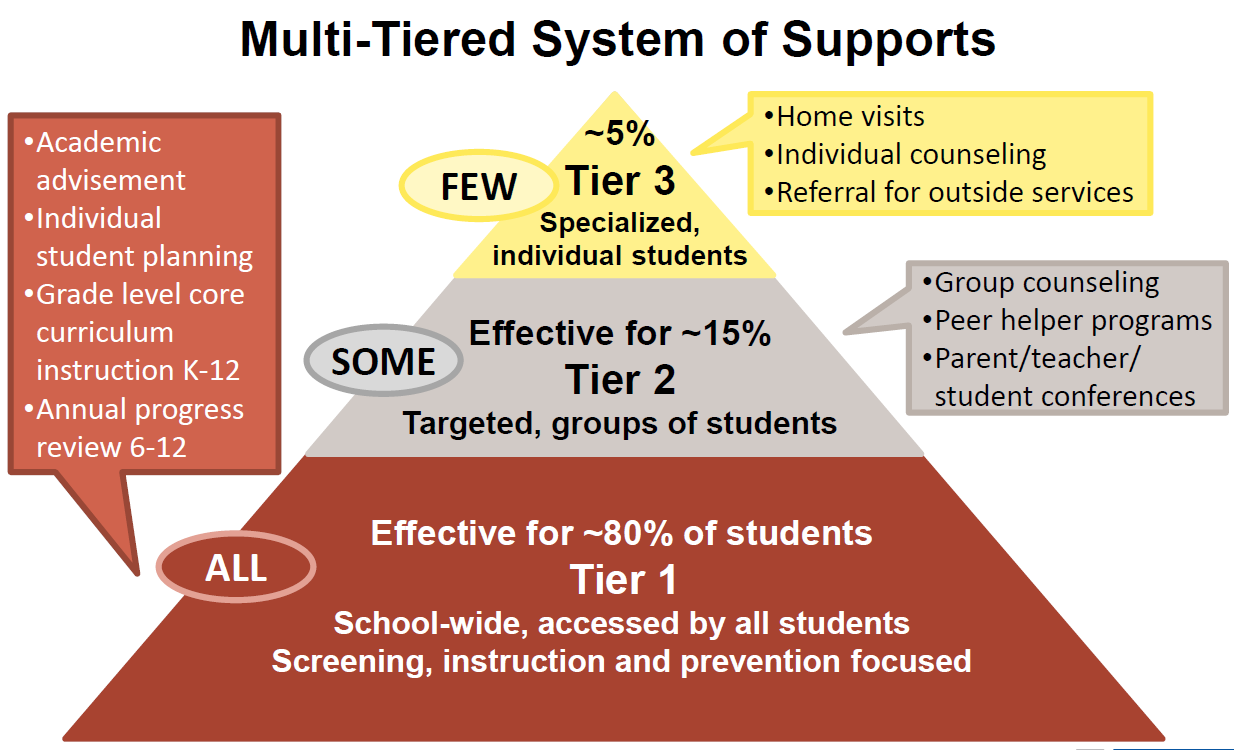 Multi-Tiered System of Supports
•Academic
advisement
•Individual
student planning
•Grade level core
curriculum
instruction K-12
•Annual progress
review 6-12
~5%
Tier 3
Specialized,
individual students
FEW
•Home visits
•Individual counseling
•Referral for outside services
Effective for ~15%
Tier 2
Targeted, groups of students
SOME
•Group counseling
•Peer helper programs
•Parent/teacher/
student conferences
Effective for ~80% of students
Tier 1
School-wide, accessed by all students
Screening, instruction and prevention focused
ALL